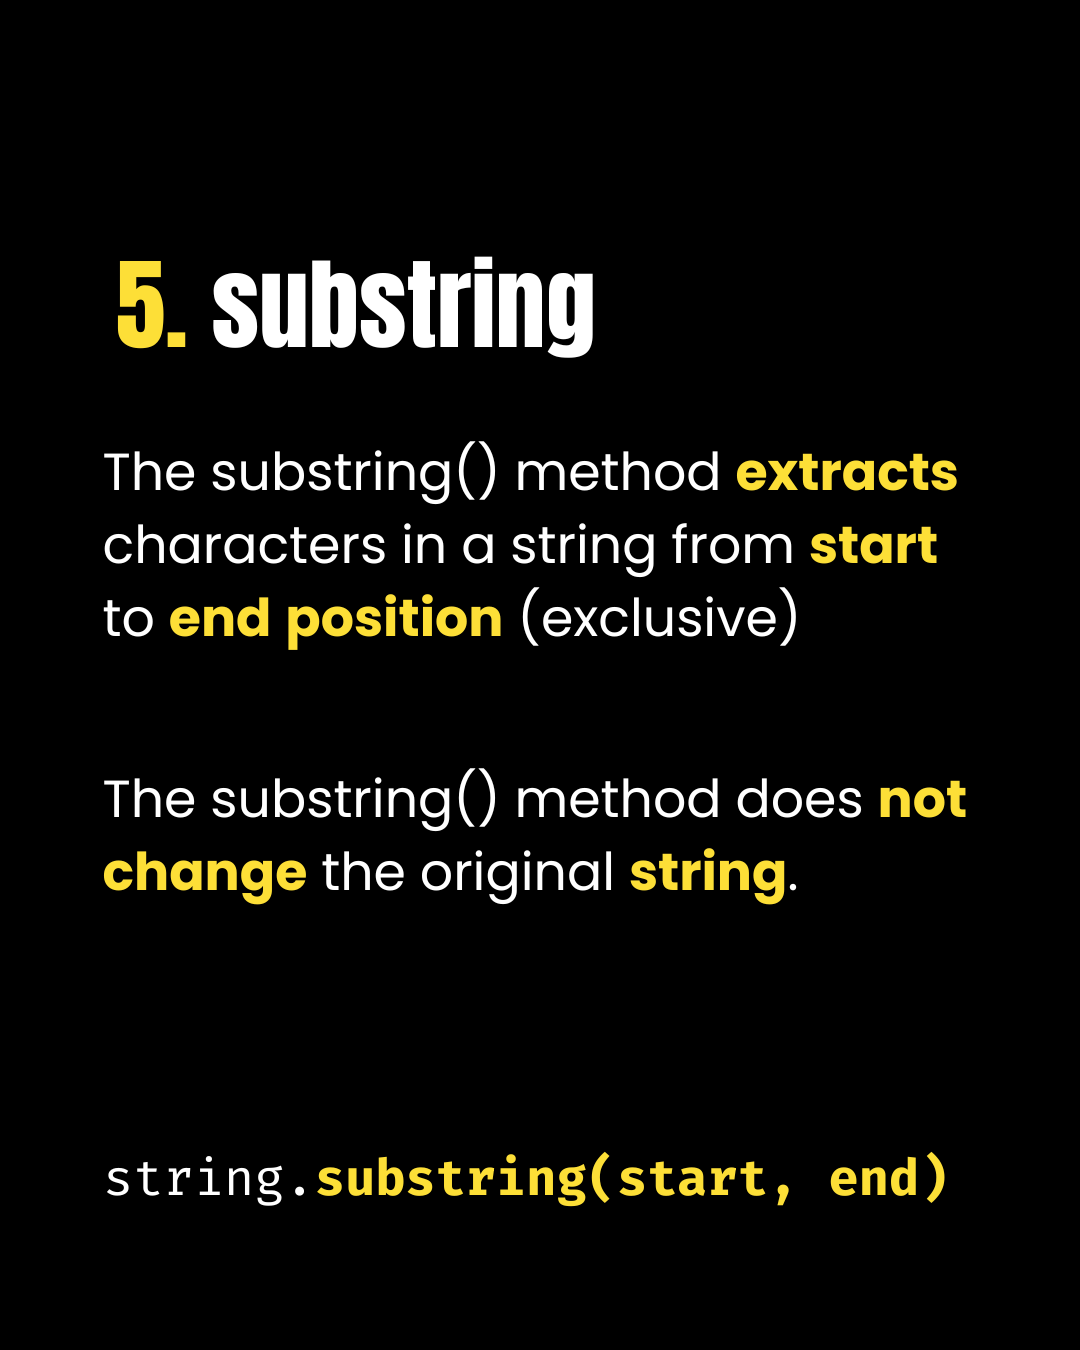 5. substring
The substring() method extracts
characters in a string from start
to end position (exclusive)
The substring() method does not
change the original string.
string.substring(start, end)